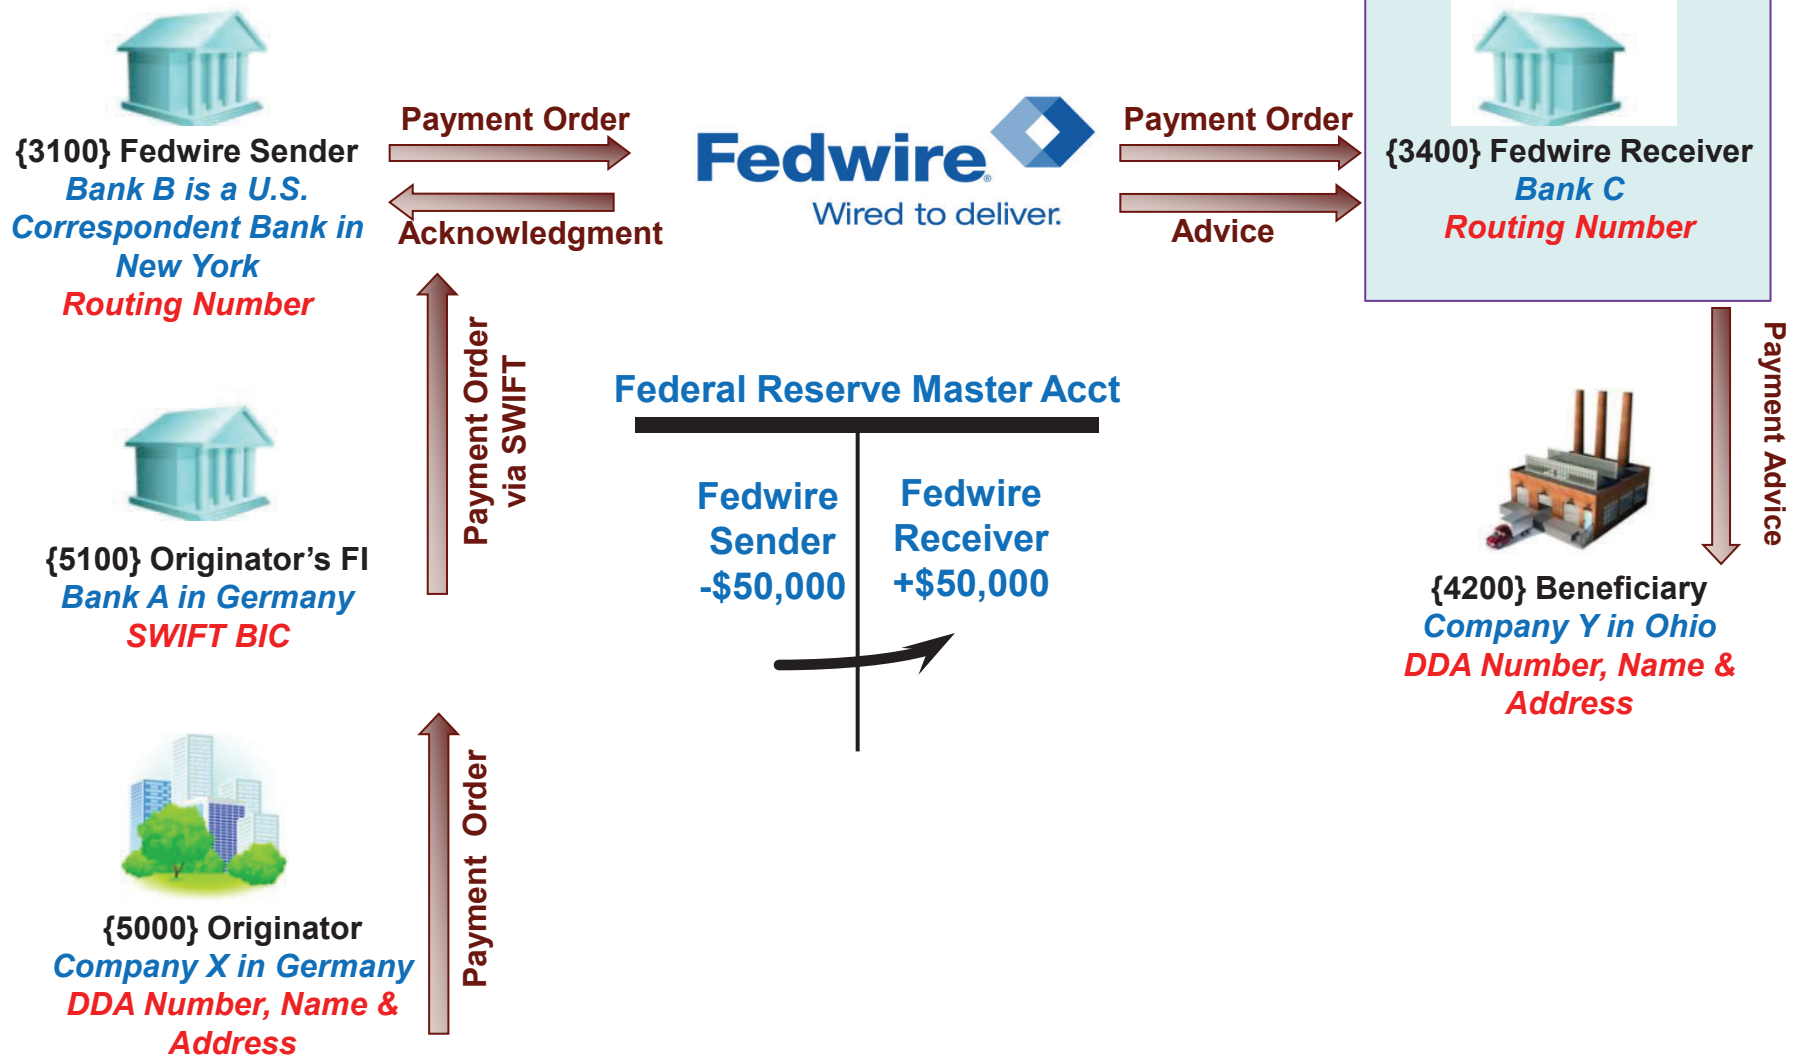 {3100} Fedwire Sender
Bank B is a U.S.
Correspondent Bank in
New York
Routing Number
Payment Order
Acknowledgment
Fedwire®
Wired to deliver.
Payment Order
Advice
{3400} Fedwire Receiver
Bank C
Routing Number
Payment Order
via SWIFT
Federal Reserve Master Acct
Fedwire
Sender
-$50,000
Fedwire
Receiver
+$50,000
Payment Advice
{5100} Originator’s FI
Bank A in Germany
SWIFT BIC
{4200} Beneficiary
Company Y in Ohio
DDA Number, Name &
Address
Payment Order
{5000} Originator
Company X in Germany
DDA Number, Name &
Address